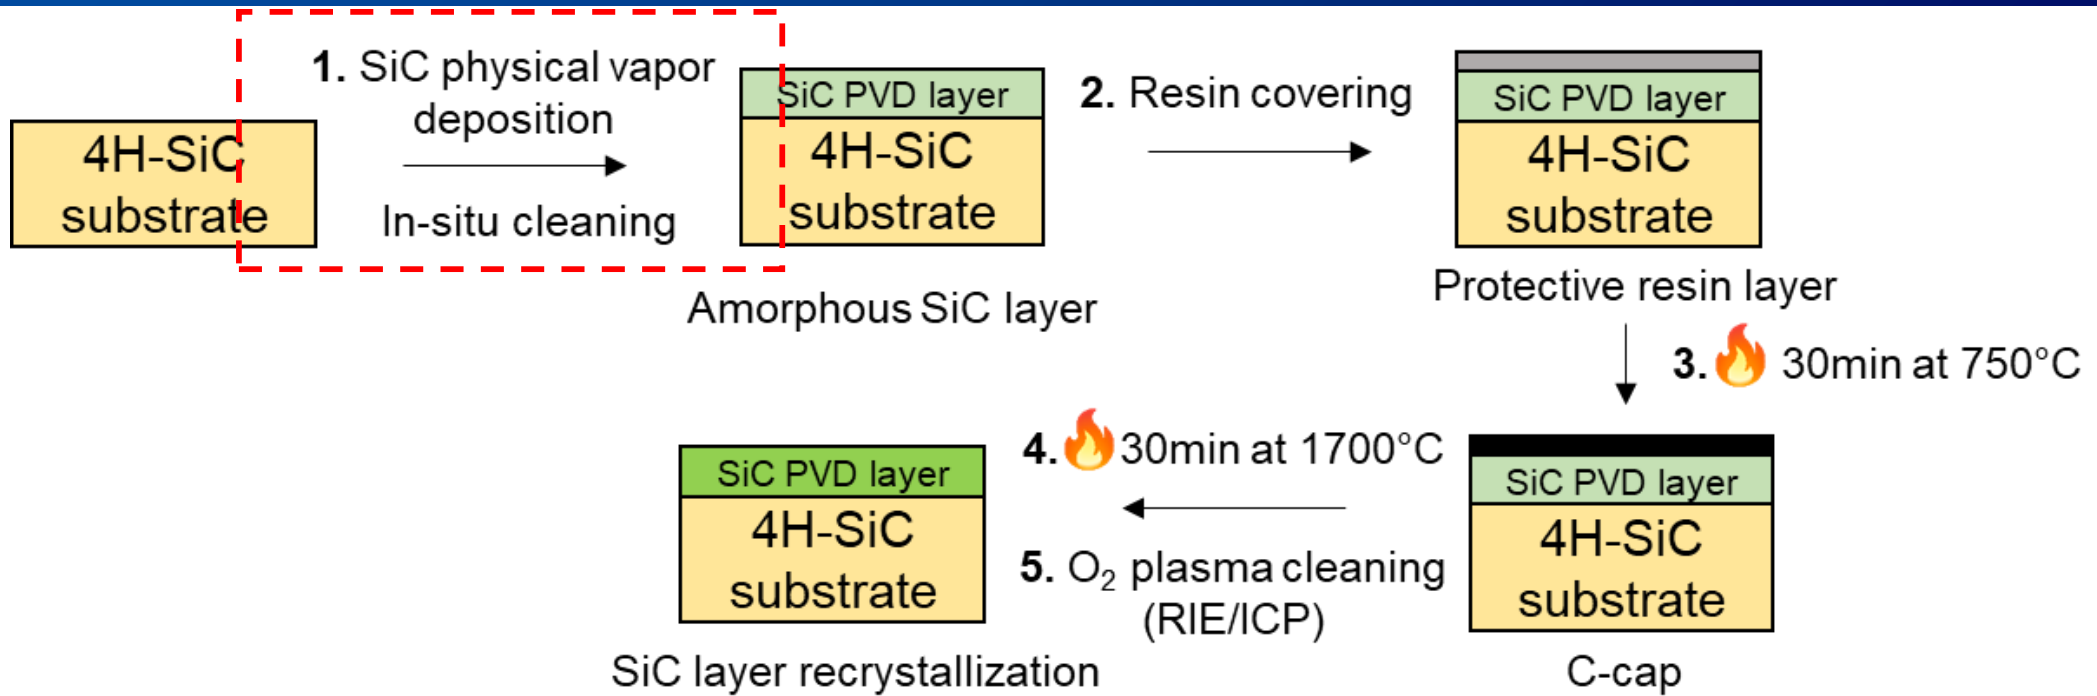 1. SiC physical vapor
deposition
In-situ cleaning
4H-SiC
substrate
SiC PVD layer
4H-SiC
substrate
Amorphous SiC layer
2. Resin covering
SiC PVD layer
4H-SiC
substrate
Protective resin layer
3. 🔥 30min at 750°C
SiC PVD layer
4H-SiC
substrate
C-cap
4. 🔥 30min at 1700°C
5. O₂ plasma cleaning
(RIE/ICP)
SiC PVD layer
4H-SiC
substrate
SiC layer recrystallization